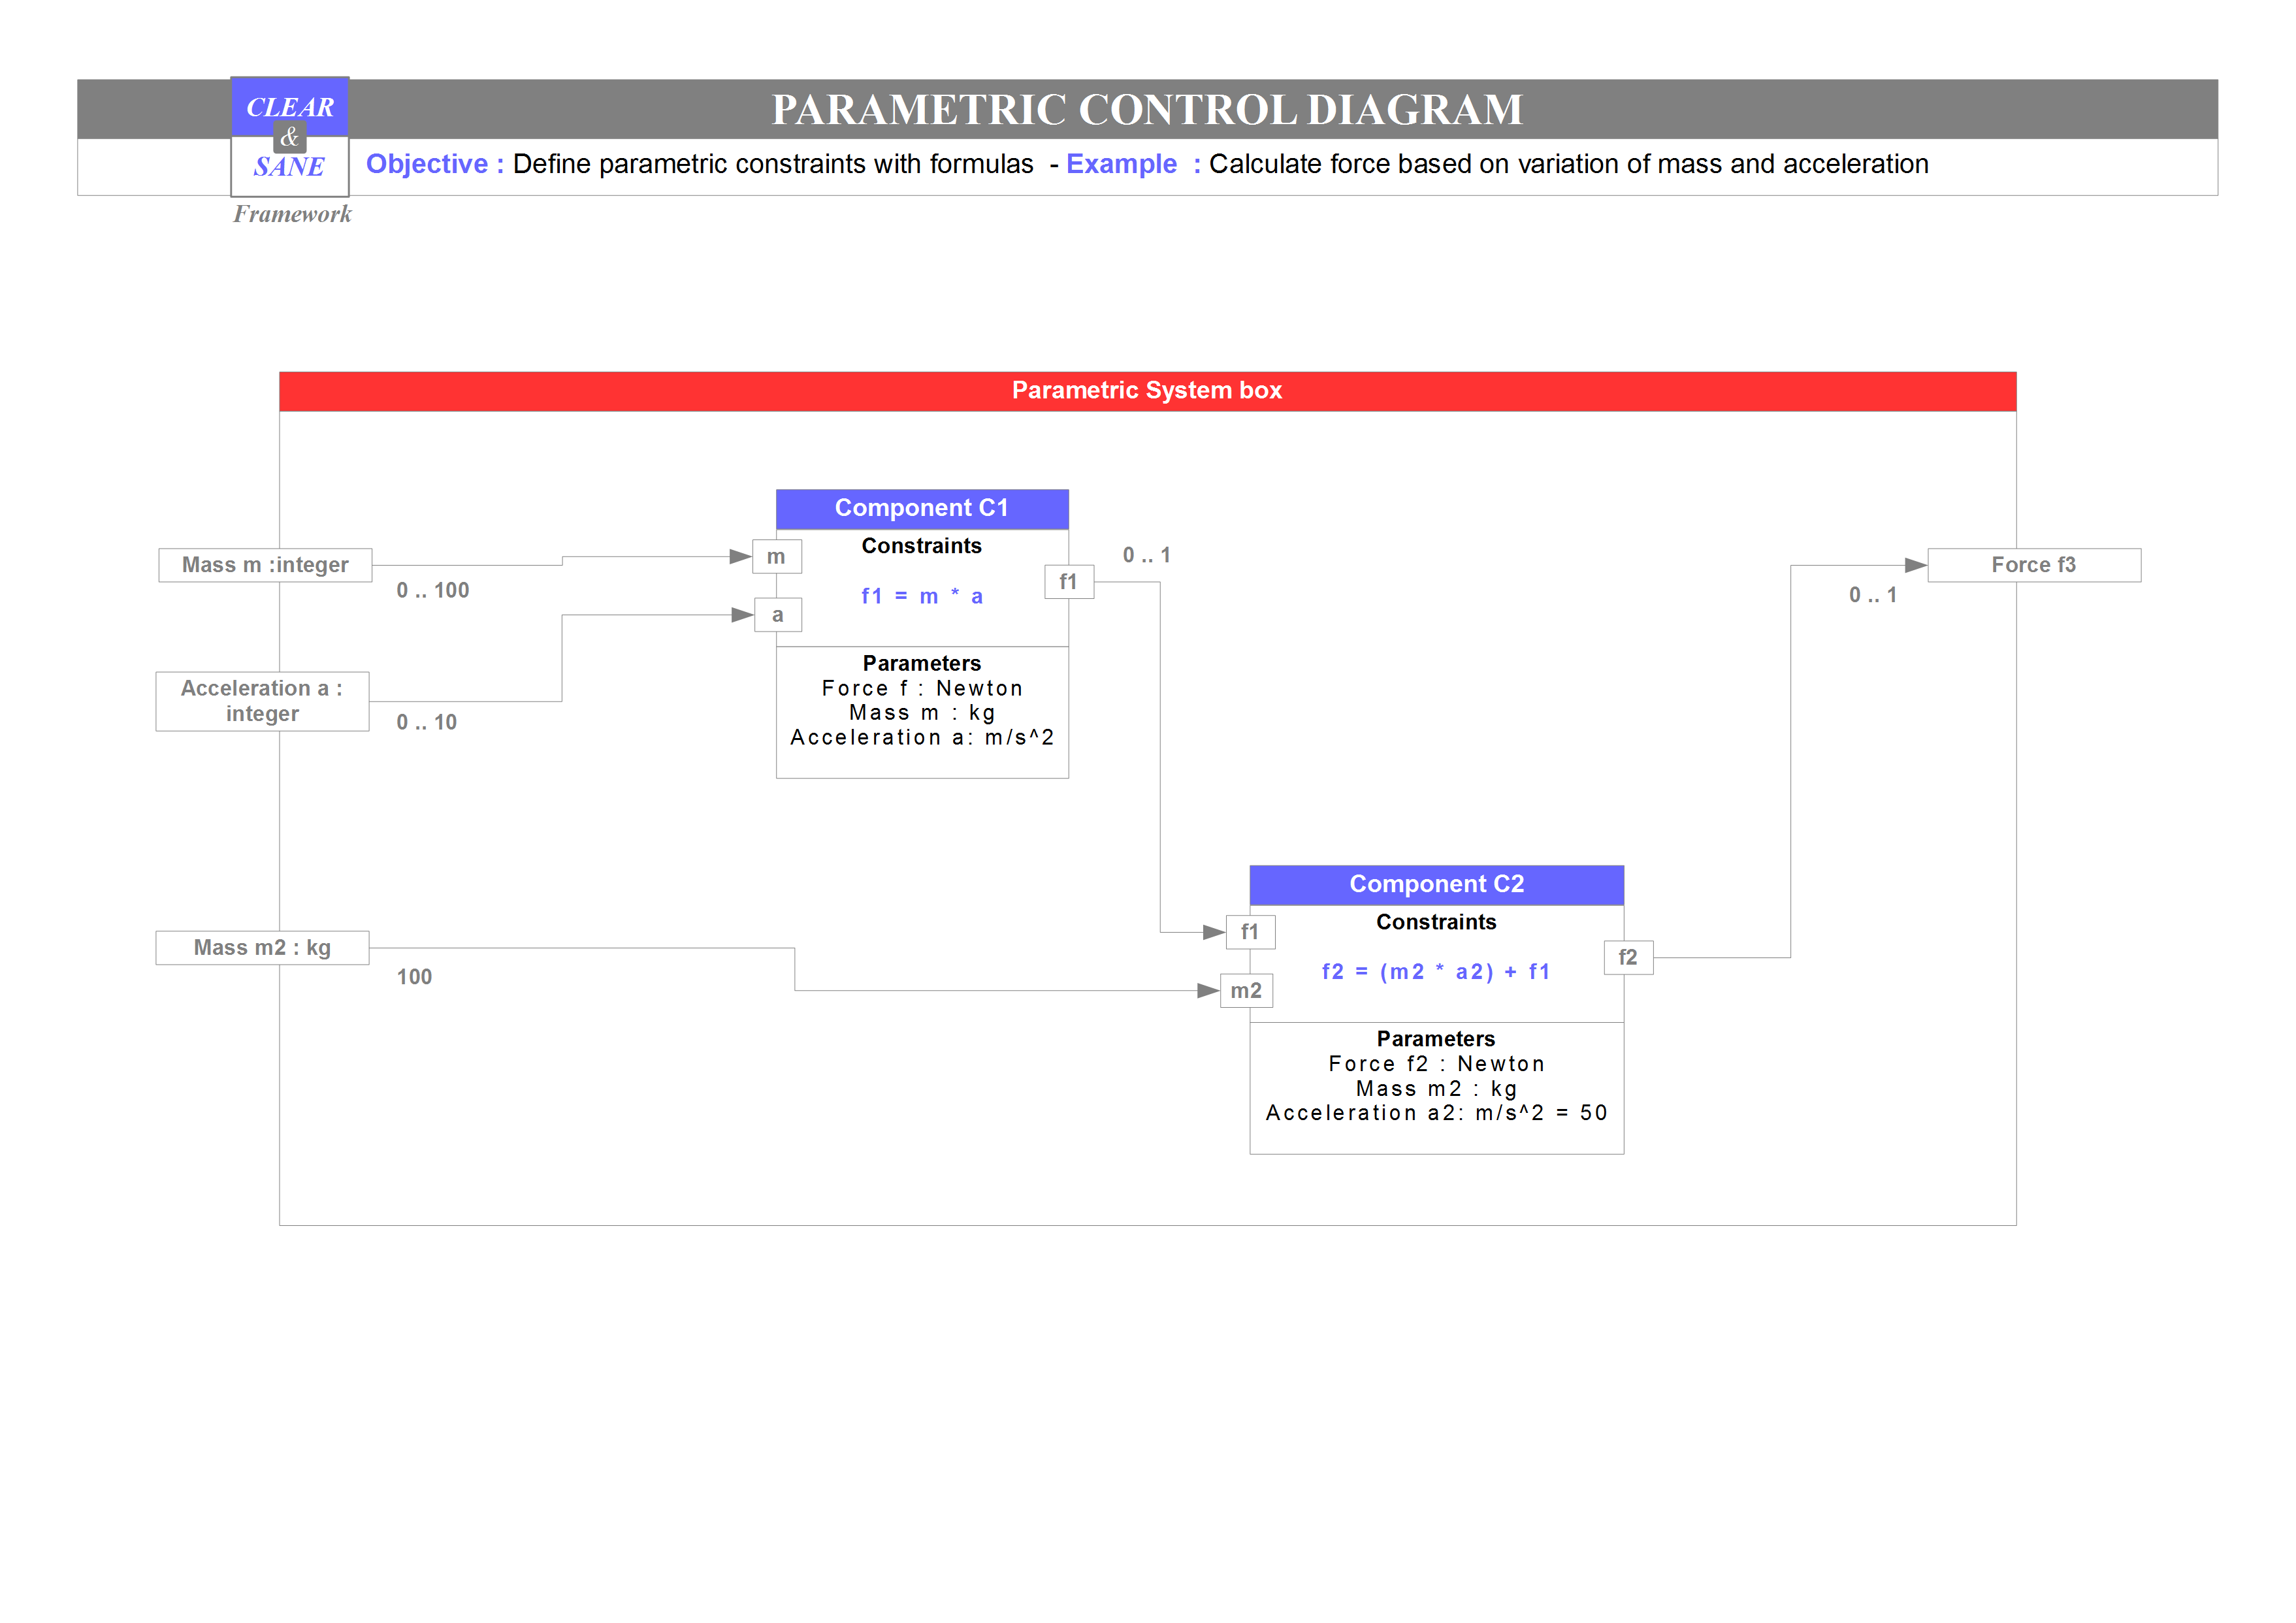 PARAMETRIC CONTROL DIAGRAM
CLEAR
&
SANE
Framework
Objective : Define parametric constraints with formulas - Example : Calculate force based on variation of mass and acceleration
Parametric System box
Mass m :integer
0 .. 100
Acceleration a :
integer
0 .. 10
Mass m2 : kg
100
Component C1
m
a
Constraints
f1 = m * a
f1
0 .. 1
Parameters
Force f : Newton
Mass m : kg
Acceleration a: m/s^2
Component C2
f1
m2
Constraints
f2 = (m2 * a2) + f1
f2
Parameters
Force f2 : Newton
Mass m2 : kg
Acceleration a2: m/s^2 = 50
0 .. 1
Force f3